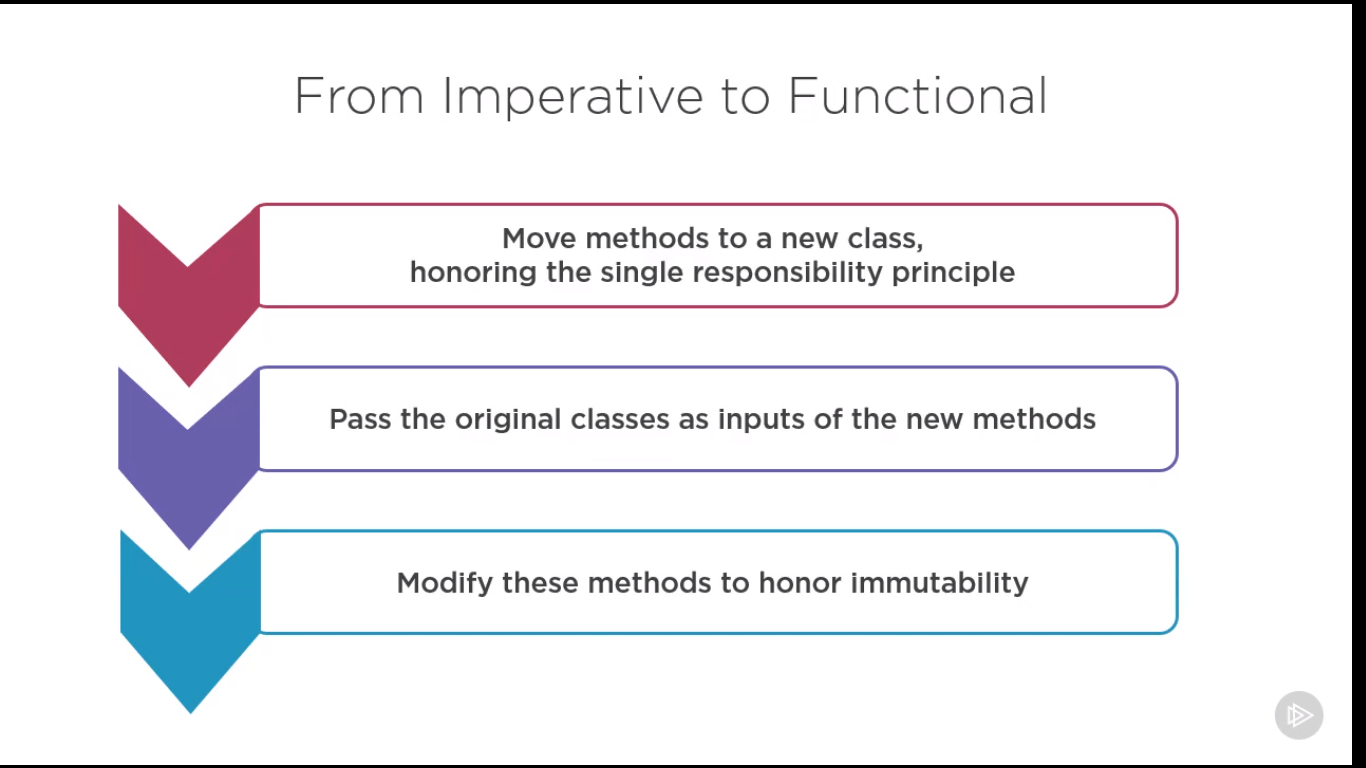 From Imperative to Functional
Move methods to a new class,
honoring the single responsibility principle
Pass the original classes as inputs of the new methods
Modify these methods to honor immutability